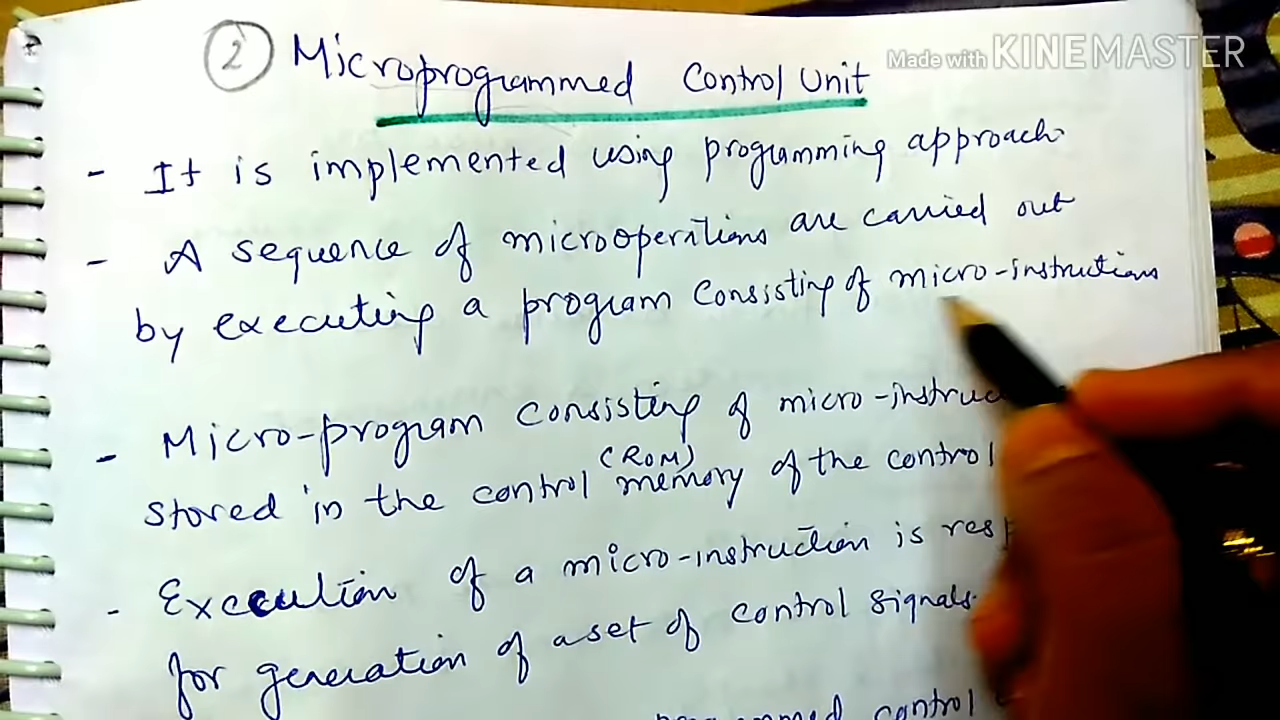 Made with KINEMASTER
2 Microprogrammed Control Unit
- It is implemented using programming approach
- A sequence of microoperations are carried out
by executing a program consisting of micro-instructions
- Micro-program consisting of micro-instruc
(ROM)
stored in the control memory of the control
- Execution of a micro-instruction is res
for generation of a set of control signals.
control